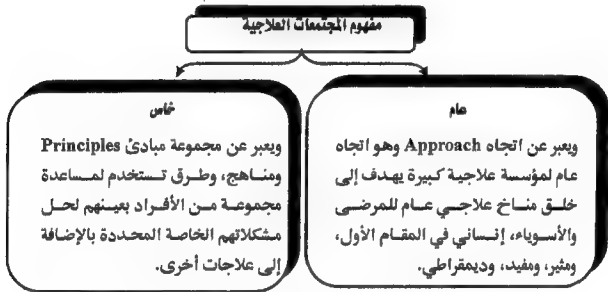 مفهوم المجتمعات العلاجية
عام
ويعبر عن اتجاه Approach وهو اتجاه
عام لمؤسسة علاجية كبيرة يهدف إلى
خلق مناخ علاجي عام للمرضى
والأسوياء، إنساني في المقام الأول،
ومثير، ومفيد، وديمقراطي.
خاص
ويعبر عن مجموعة مبادئ Principles
ومناهج، وطرق تستخدم لمساعدة
مجموعة من الأفراد بعينهم لحل
مشكلاتهم الخاصة المحددة بالإضافة
إلى علاجات أخرى.